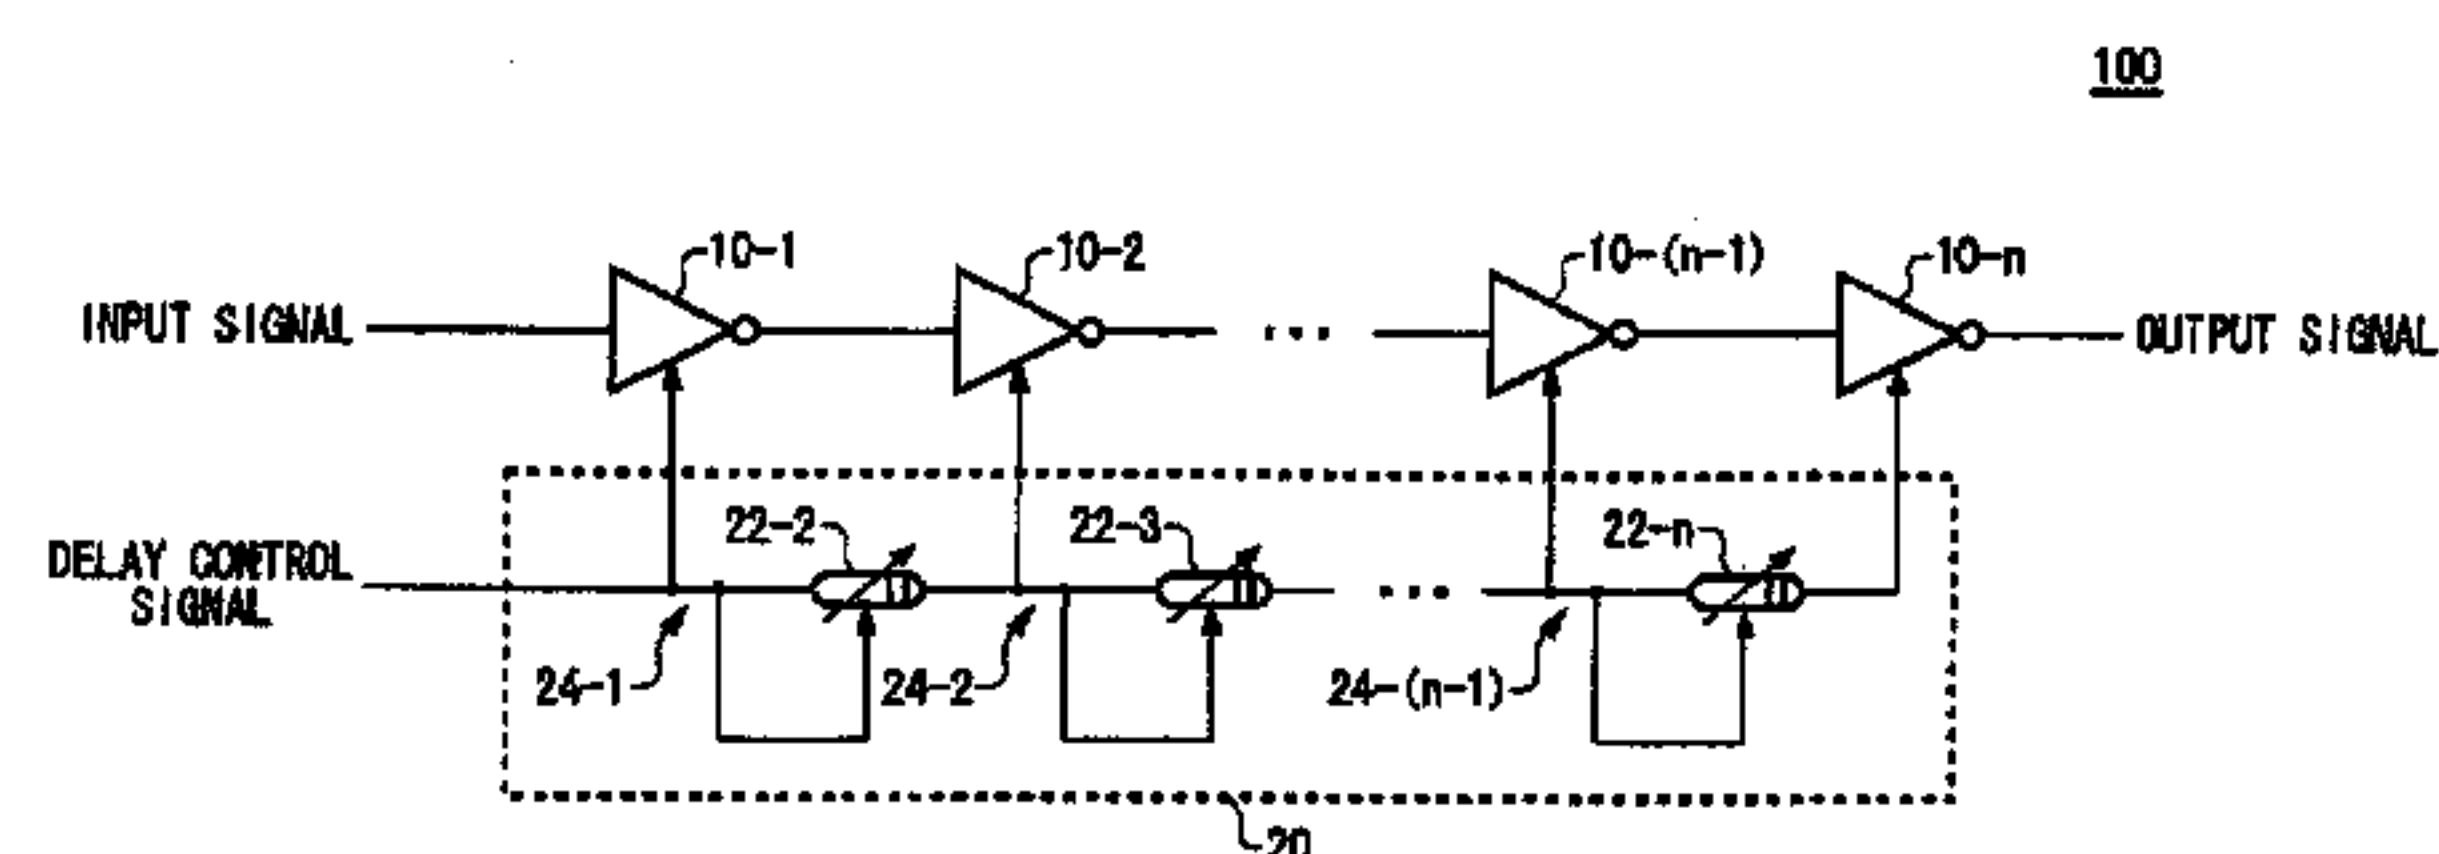 100
10-1
10-2
10-(n-1)
10-n
INPUT SIGNAL
...
OUTPUT SIGNAL
22-2
22-3
22-n
DELAY CONTROL
SIGNAL
...
24-1
24-2
24-(n-1)
20